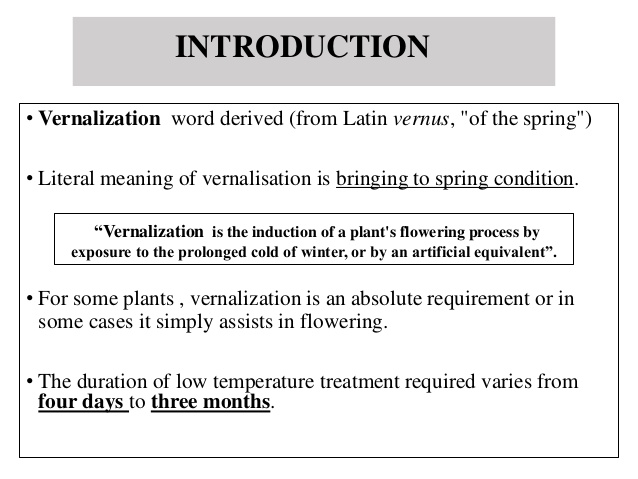 INTRODUCTION
• Vernalization word derived (from Latin vernus, "of the spring")
• Literal meaning of vernalisation is bringing to spring condition.
“Vernalization is the induction of a plant's flowering process by
exposure to the prolonged cold of winter, or by an artificial equivalent”.
• For some plants , vernalization is an absolute requirement or in
some cases it simply assists in flowering.
• The duration of low temperature treatment required varies from
four days to three months.